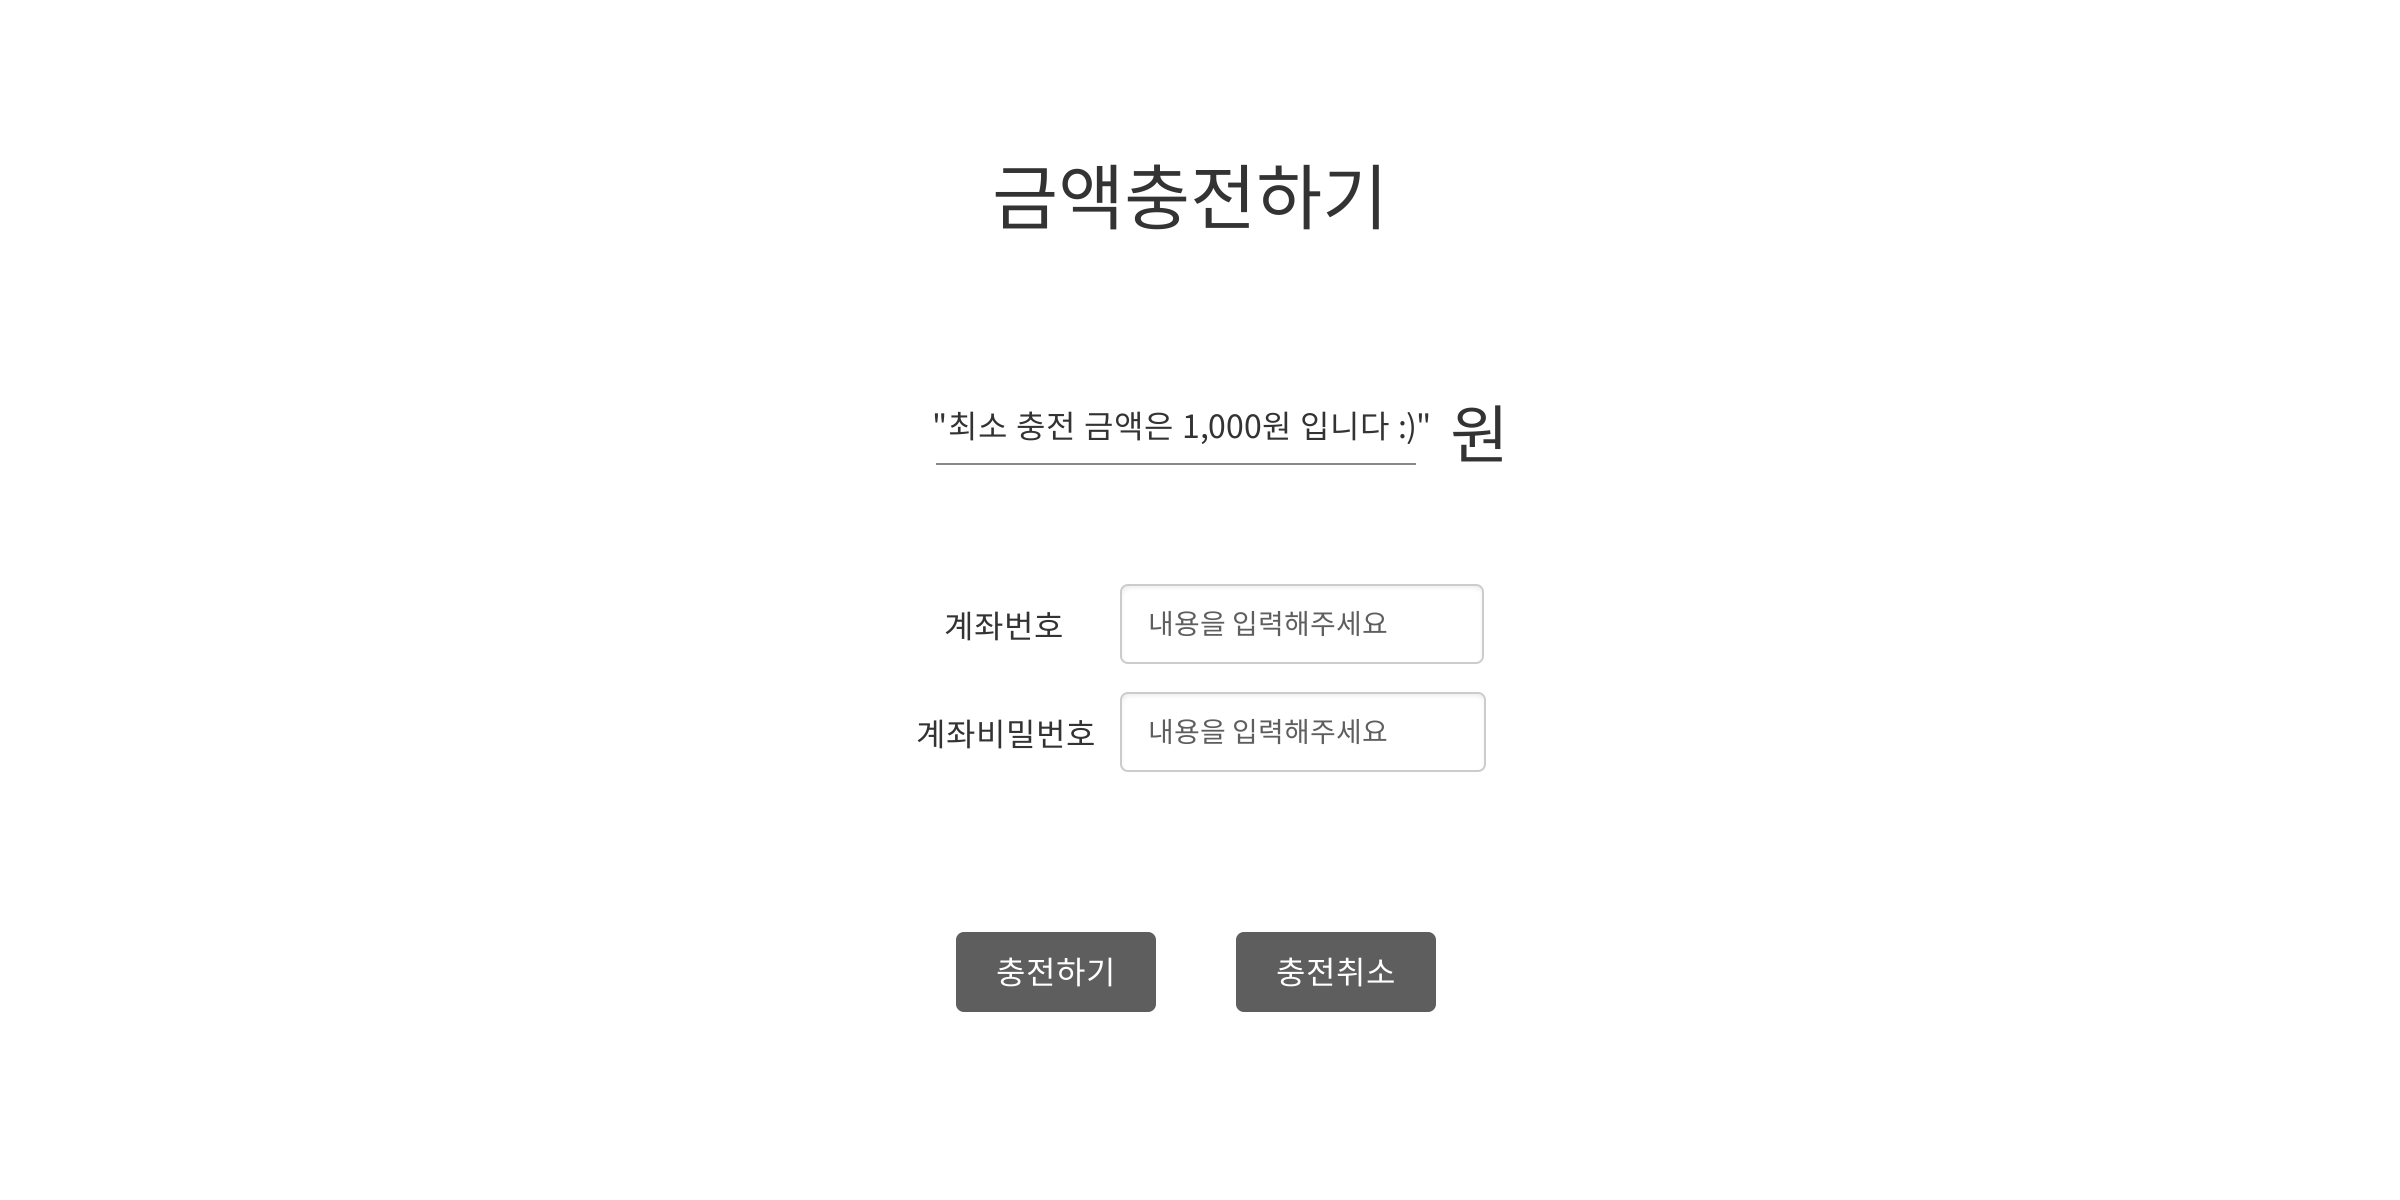 금액충전하기
"최소 충전 금액은 1,000원 입니다 :)" 원
계좌번호 내용을 입력해주세요
계좌비밀번호 내용을 입력해주세요
충전하기 충전취소